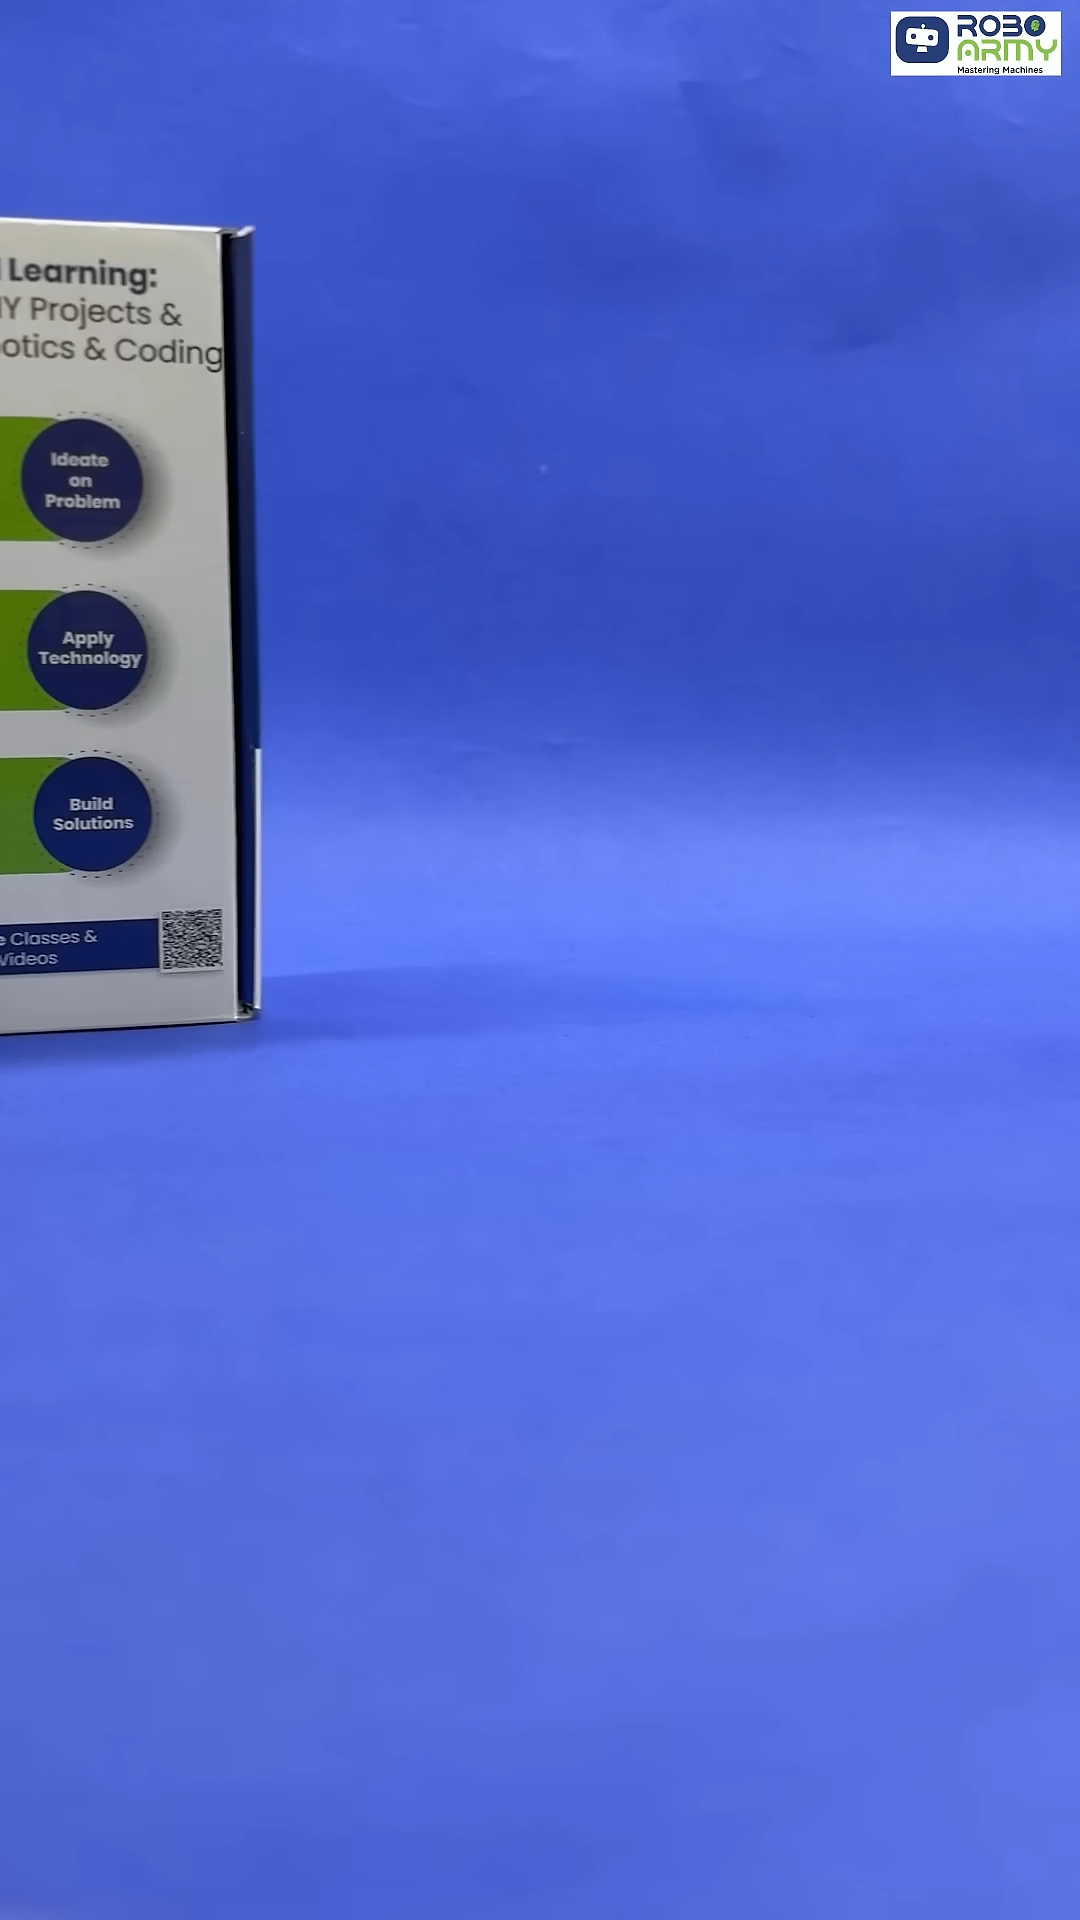 ROBO
ARMY
Mastering Machines
Learning:
Projects &
& Coding
Ideate
on
Problem
Apply
Technology
Build
Solutions
Classes &
Videos